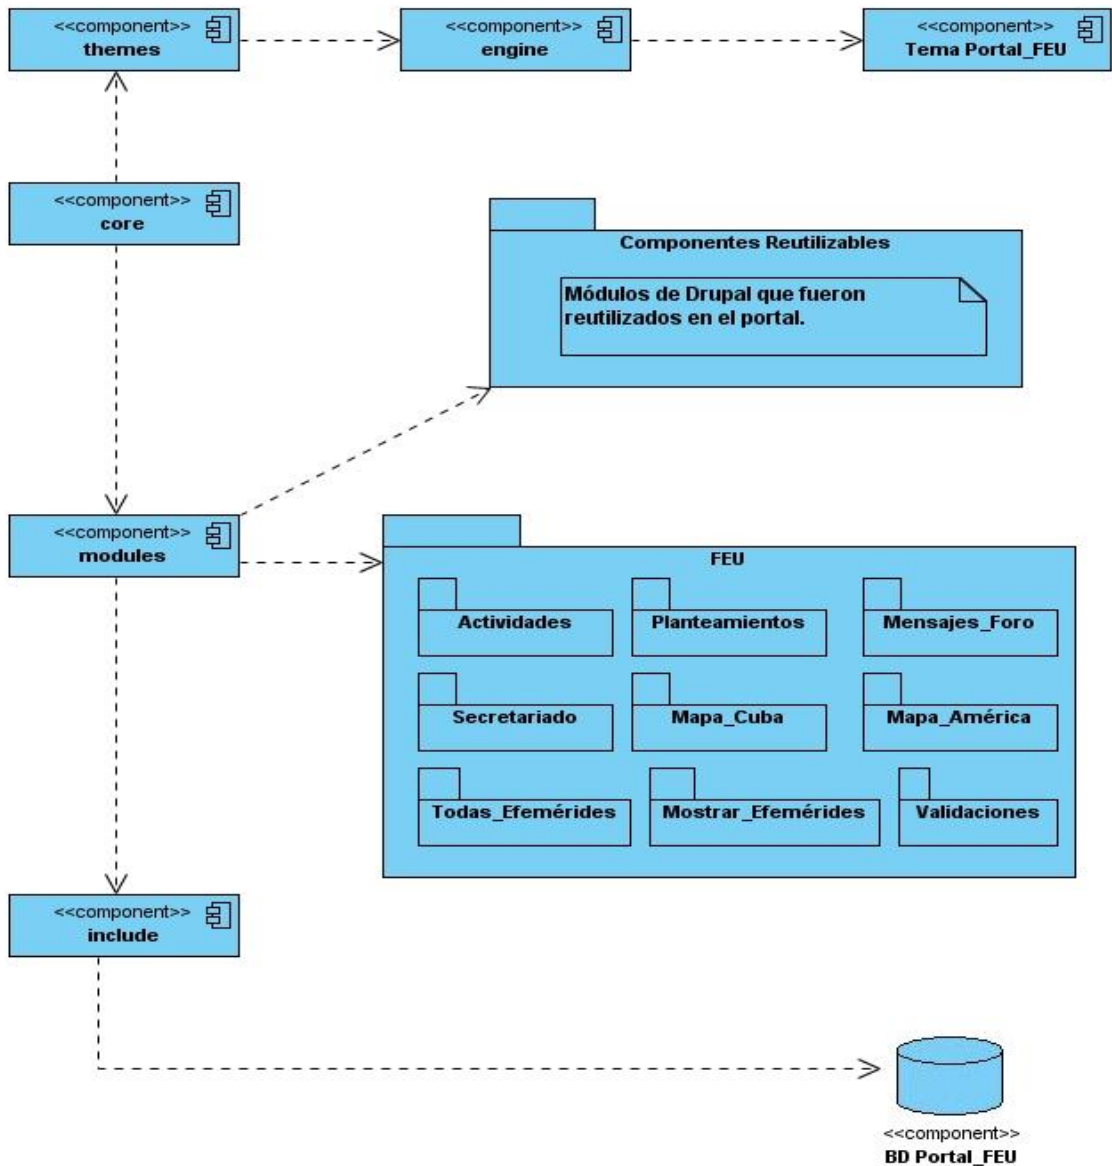 <<component>>
themes
<<component>>
engine
<<component>>
Tema Portal_FEU
<<component>>
core
Componentes Reutilizables
Módulos de Drupal que fueron
reutilizados en el portal.
<<component>>
modules
FEU
Actividades
Planteamientos
Mensajes_Foro
Secretariado
Mapa_Cuba
Mapa_América
Todas_Efemérides
Mostrar_Efemérides
Validaciones
<<component>>
include
<<component>>
BD Portal_FEU